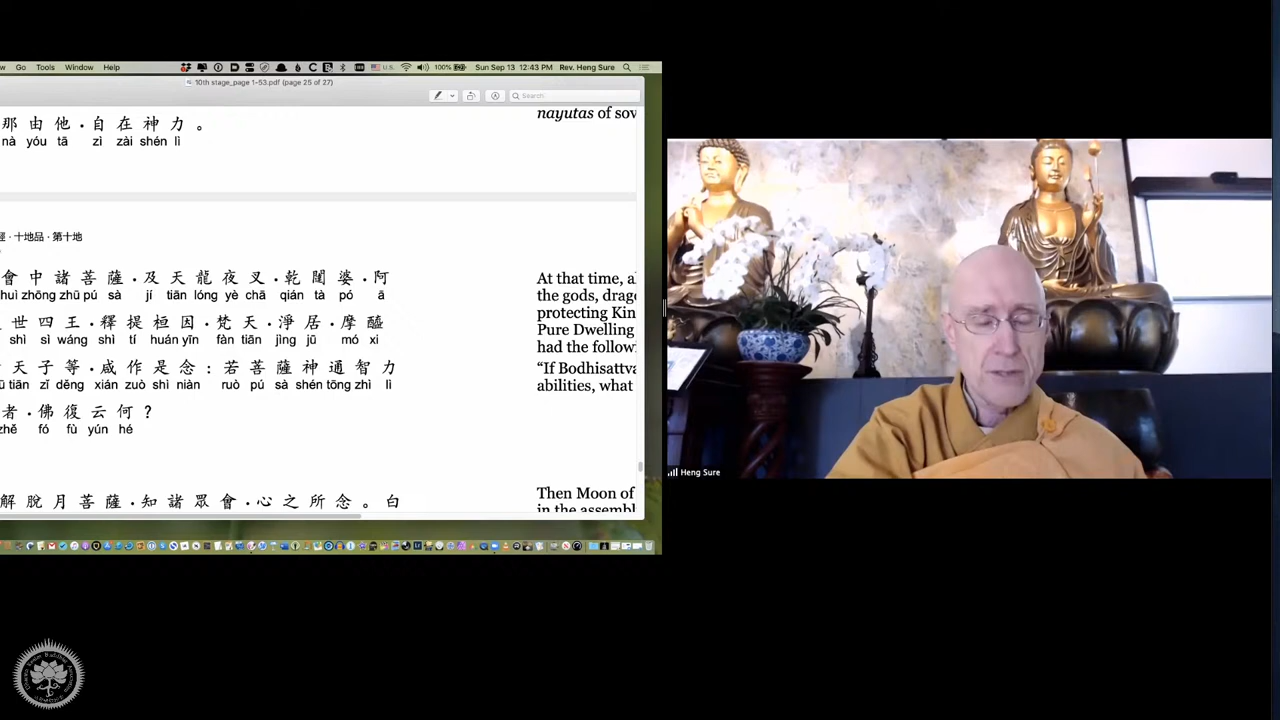 w Go Tools Window Help U.S. 100% Sun Sep 13 12:43 PM Rev. Heng Sure
10th stage_page 1-53.pdf (page 25 of 27)
Search
那由他．自在神力。
nà yóu tā zì zài shén lì
nayutas of sov
經 · 十地品 · 第十地
會中諸菩薩．及天龍夜叉．乾闥婆．阿
huì zhōng zhū pú sà jí tiān lóng yè chā qián tà pó ā
世四王．釋提桓因．梵天．淨居．摩醯
shì sì wáng shì tí huán yīn fàn tiān jìng jū mó xi
天子等．咸作是念：若菩薩神通智力
tiān zǐ děng xián zuò shì niàn ruò pú sà shén tōng zhì lì
者．佛復云何？
zhě fó fù yún hé
At that time, a
the gods, drage
protecting Kin
Pure Dwelling
had the followi
“If Bodhisattva
abilities, what
解脫月菩薩．知諸眾會．心之所念。白
Then Moon of
in the assembl
Heng Sure